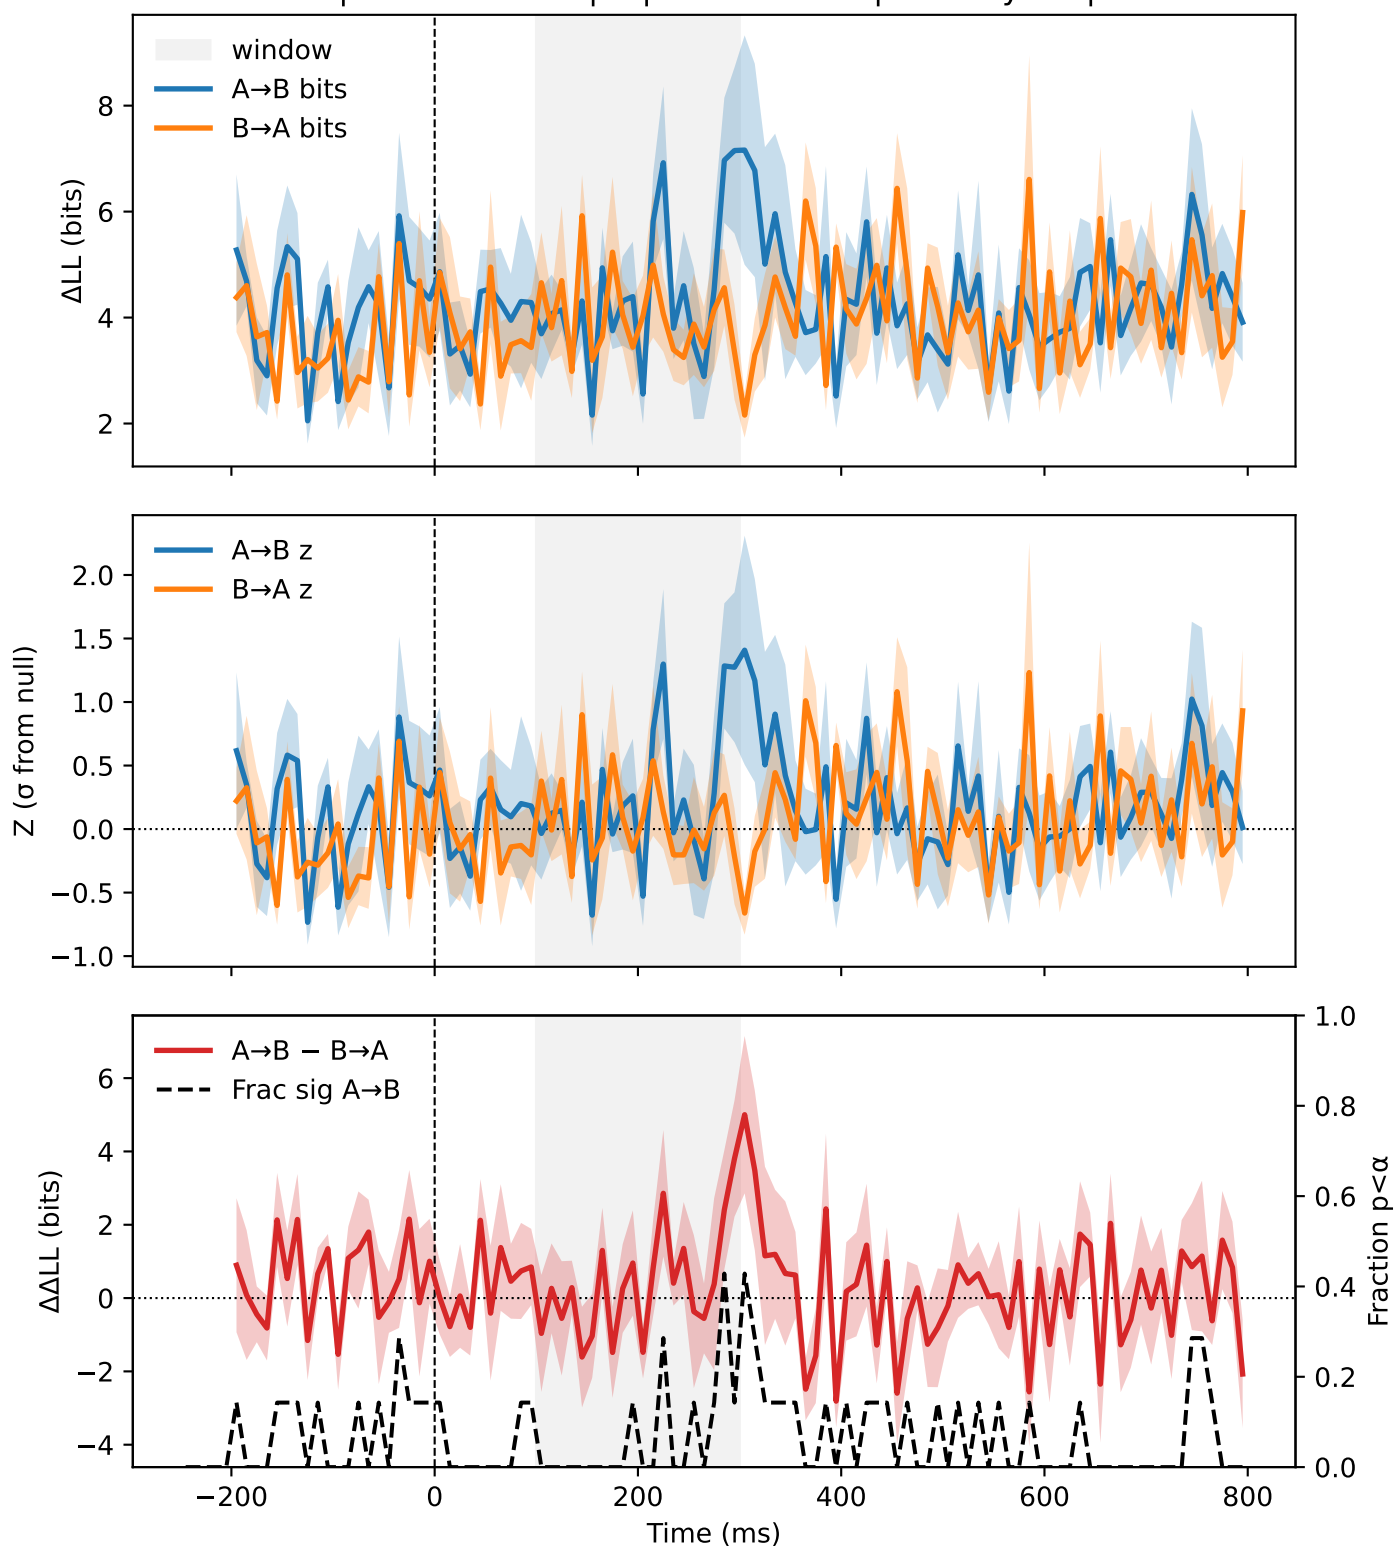 window
A→B bits
B→A bits
ΔLL (bits)
8
6
4
2
A→B z
B→A z
Z (σ from null)
2.0
1.5
1.0
0.5
0.0
−0.5
−1.0
A→B − B→A
Frac sig A→B
ΔΔLL (bits)
6
4
2
0
−2
−4
1.0
0.8
0.6
0.4
0.2
0.0
Fraction p<α
−200
0
200
400
600
800
Time (ms)